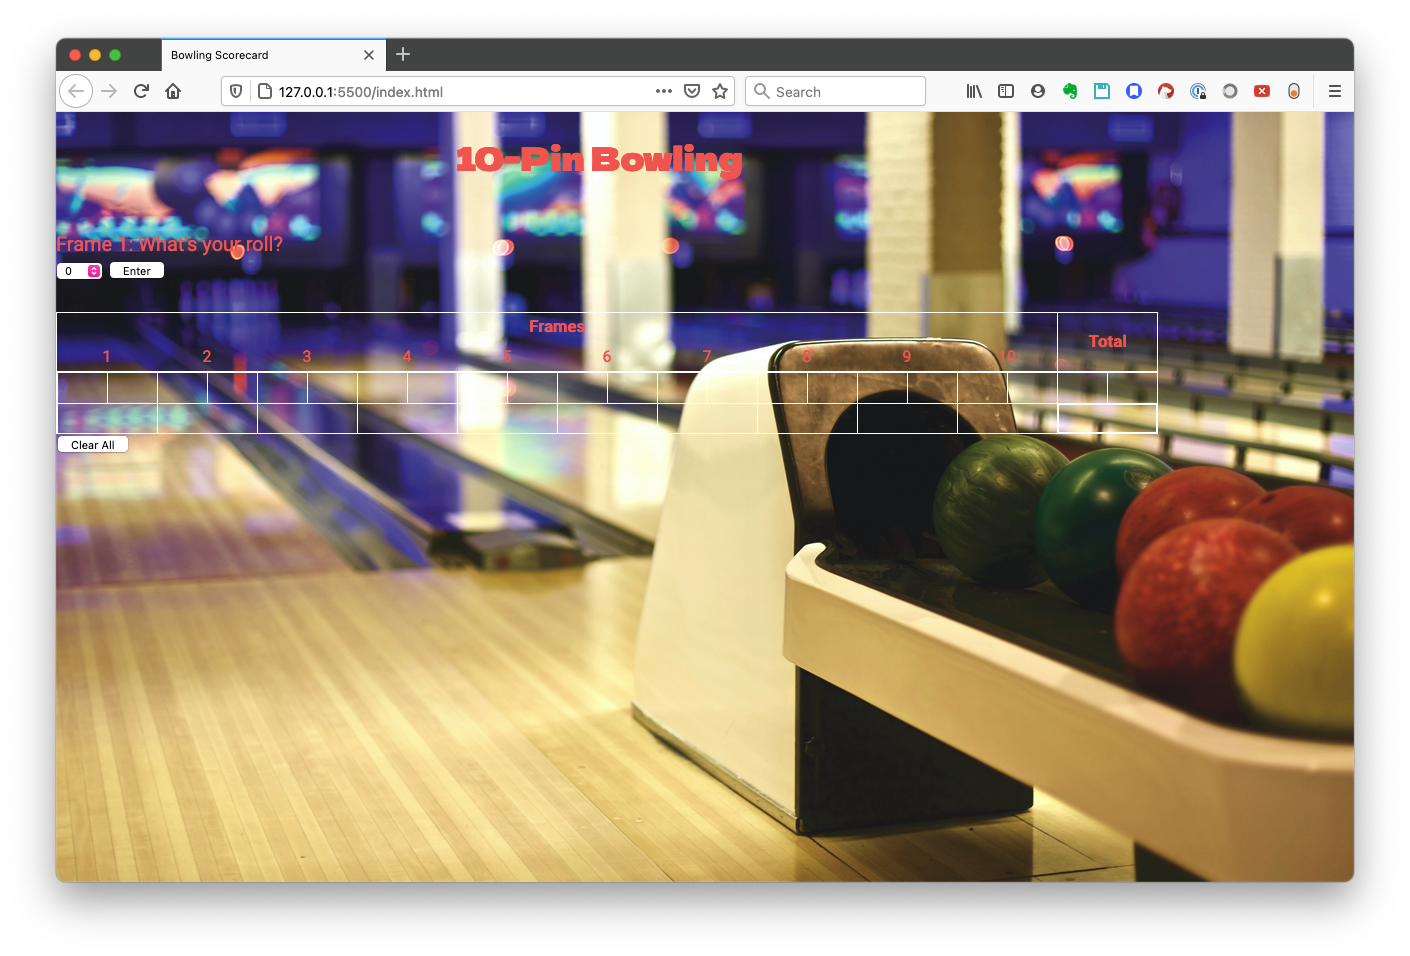 Bowling Scorecard
127.0.0.1:5500/index.html
Search
10-Pin Bowling
Frame 1: What's your roll?
0 Enter
Frames
Total
1 2 3 4 5 6 7 8 9 10
Clear All